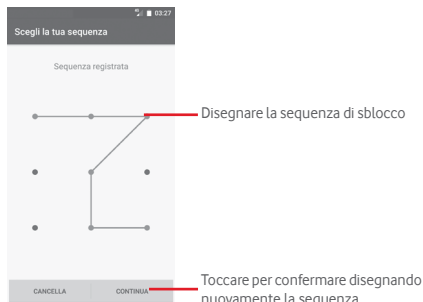 03:27
Scegli la tua sequenza
Sequenza registrata
Disegnare la sequenza di sblocco
CANCELLA
CONTINUA
Toccare per confermare disegnando
nuovamente la sequenza